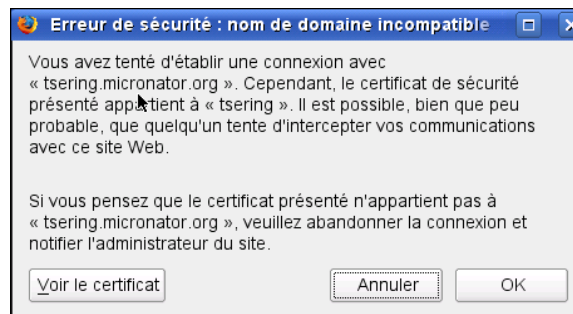 Erreur de sécurité : nom de domaine incompatible
Vous avez tenté d'établir une connexion avec
« tsering.micronator.org ». Cependant, le certificat de sécurité
présenté appartient à « tsering ». Il est possible, bien que peu
probable, que quelqu'un tente d'intercepter vos communications
avec ce site Web.
Si vous pensez que le certificat présenté n'appartient pas à
« tsering.micronator.org », veuillez abandonner la connexion et
notifier l'administrateur du site.
Voir le certificat
Annuler
OK